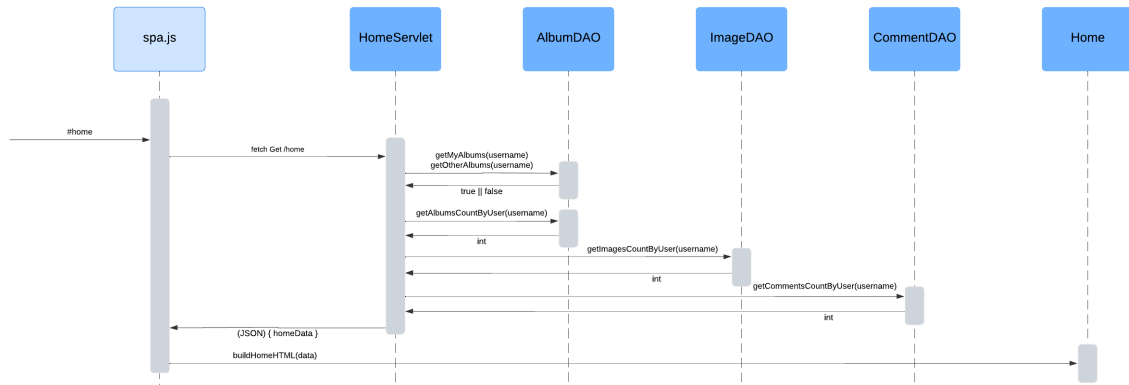 spa.js
HomeServlet
AlbumDAO
ImageDAO
CommentDAO
Home
#home
fetch Get /home
getMyAlbums(username)
getOtherAlbums(username)
true || false
getAlbumsCountByUser(username)
int
getImagesCountByUser(username)
int
getCommentsCountByUser(username)
int
(JSON) { homeData }
buildHomeHTML(data)